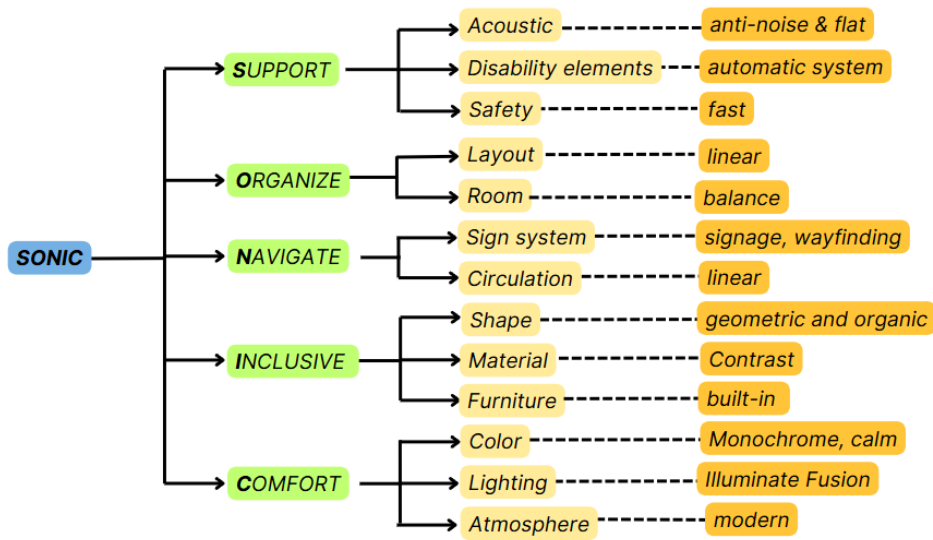 SONIC
SUPPORT
Acoustic
anti-noise & flat
Disability elements
automatic system
Safety
fast
ORGANIZE
Layout
linear
Room
balance
NAVIGATE
Sign system
signage, wayfinding
Circulation
linear
INCLUSIVE
Shape
geometric and organic
Material
Contrast
Furniture
built-in
COMFORT
Color
Monochrome, calm
Lighting
Illuminate Fusion
Atmosphere
modern